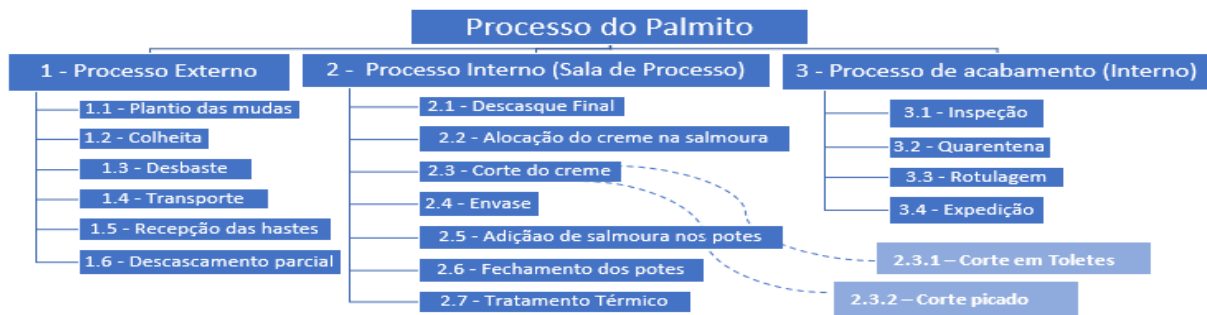 Processo do Palmito
1 - Processo Externo
1.1 - Plantio das mudas
1.2 - Colheita
1.3 - Desbaste
1.4 - Transporte
1.5 - Recepção das hastes
1.6 - Descascamento parcial
2 - Processo Interno (Sala de Processo)
2.1 - Descasque Final
2.2 - Alocação do creme na salmoura
2.3 - Corte do creme
2.4 - Envase
2.5 - Adiçãao de salmoura nos potes
2.6 - Fechamento dos potes
2.7 - Tratamento Térmico
2.3.1 – Corte em Toletes
2.3.2 – Corte picado
3 - Processo de acabamento (Interno)
3.1 - Inspeção
3.2 - Quarentena
3.3 - Rotulagem
3.4 - Expedição